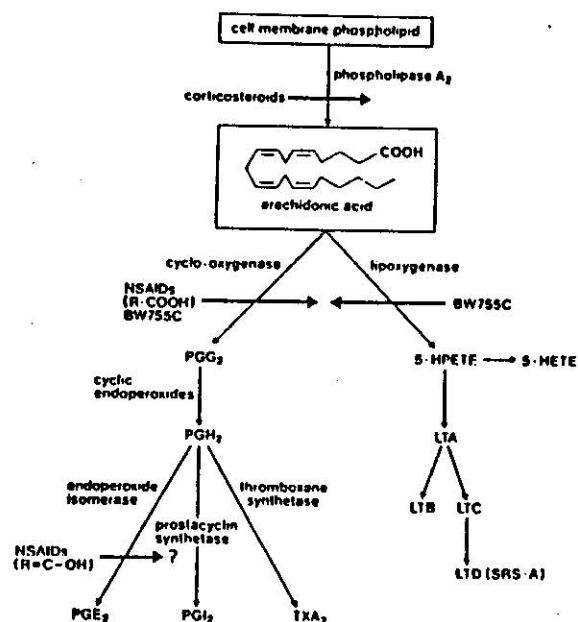 cell membrane phospholipid
phospholipase A2
corticosteroids
COOH
arachidonic acid
cyclo-oxygenase
lipoxygenase
NSAIDs
(R·COOH)
BW755C
BW755C
PGG2
5-HPETE
5-HETE
cyclic
endoperoxides
PGH2
LTA
endoperoxide
isomerase
thromboxane
synthetase
prostacyclin
synthetase
LTB
LTC
NSAIDs
(R=C-OH)
?
LTD (SRS-A)
PGE2
PGI2
TXA2